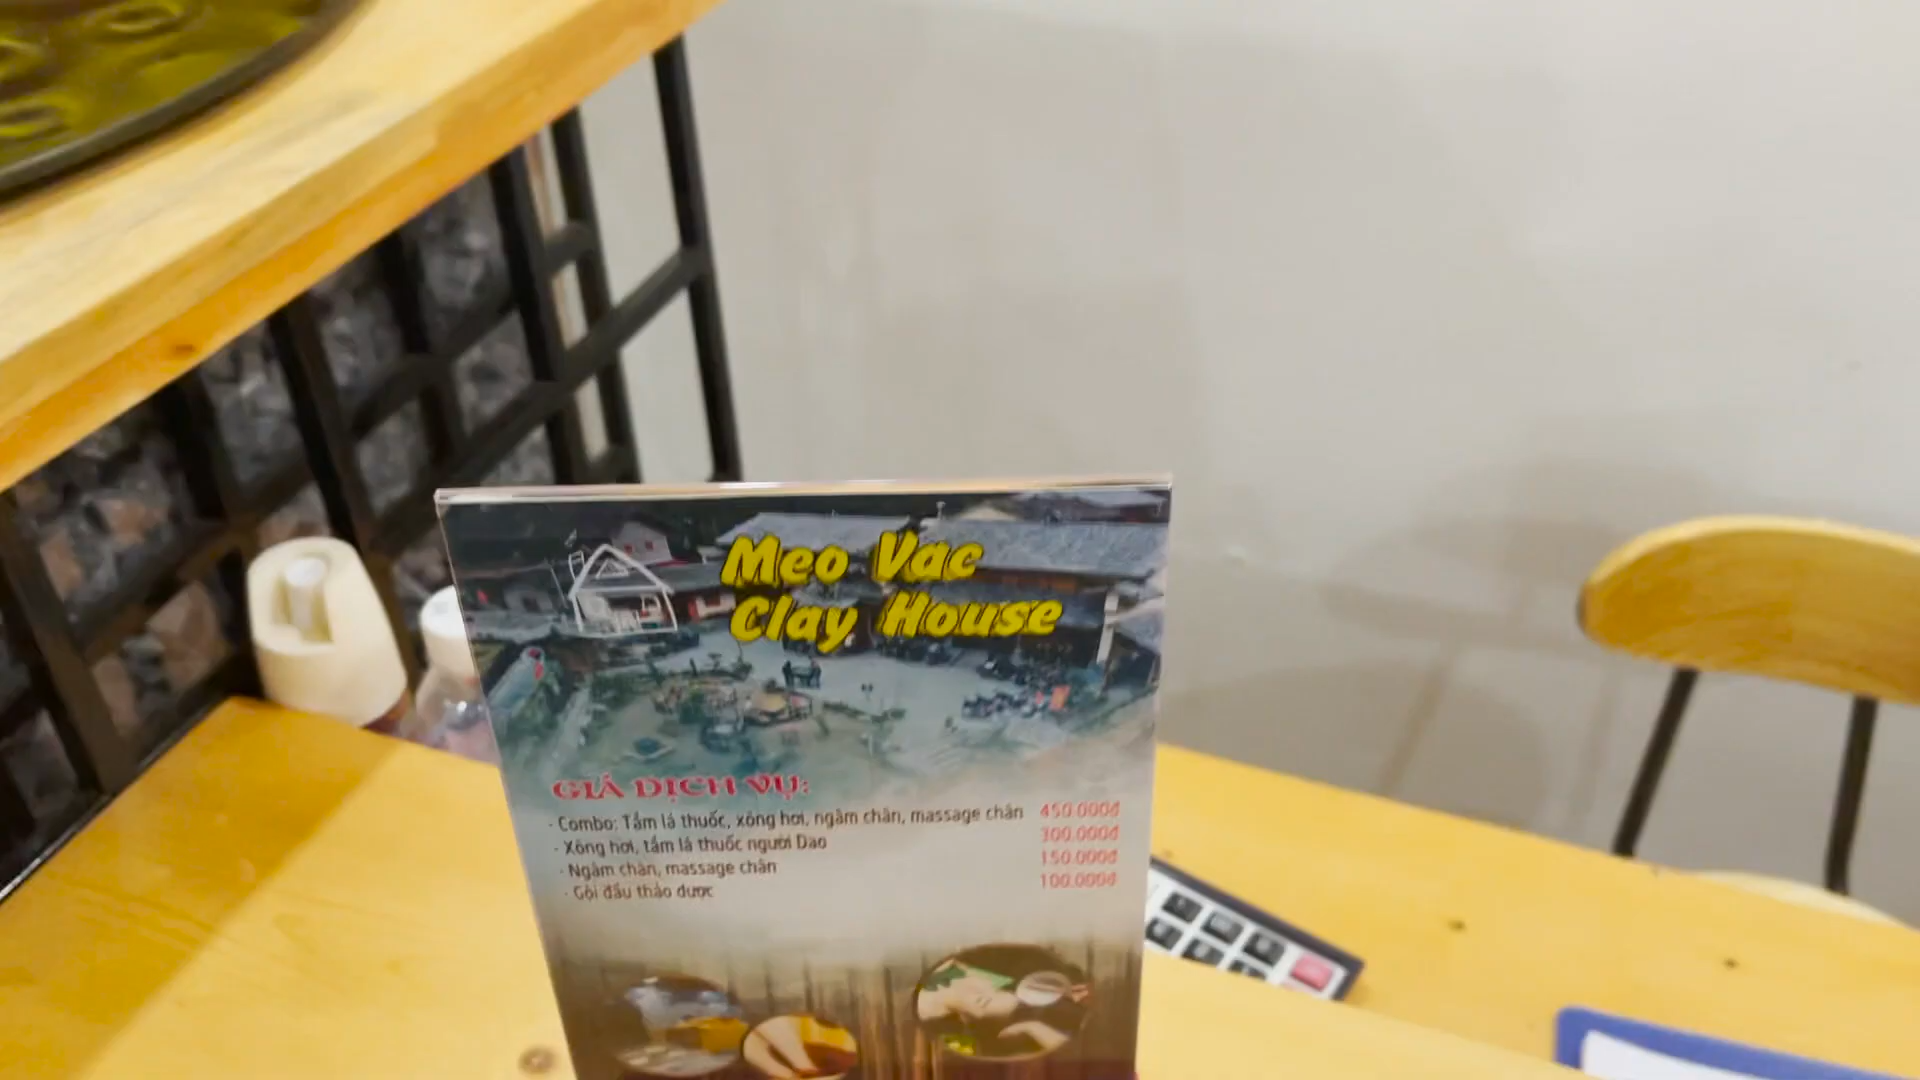 Meo Vac
Clay House
GIÁ DỊCH VỤ:
- Combo: Tắm lá thuốc, xông hơi, ngâm chân, massage chân 450.000đ
- Xông hơi, tắm lá thuốc người Dao 300.000đ
- Ngâm chân, massage chân 150.000đ
- Gội đầu thảo dược 100.000đ